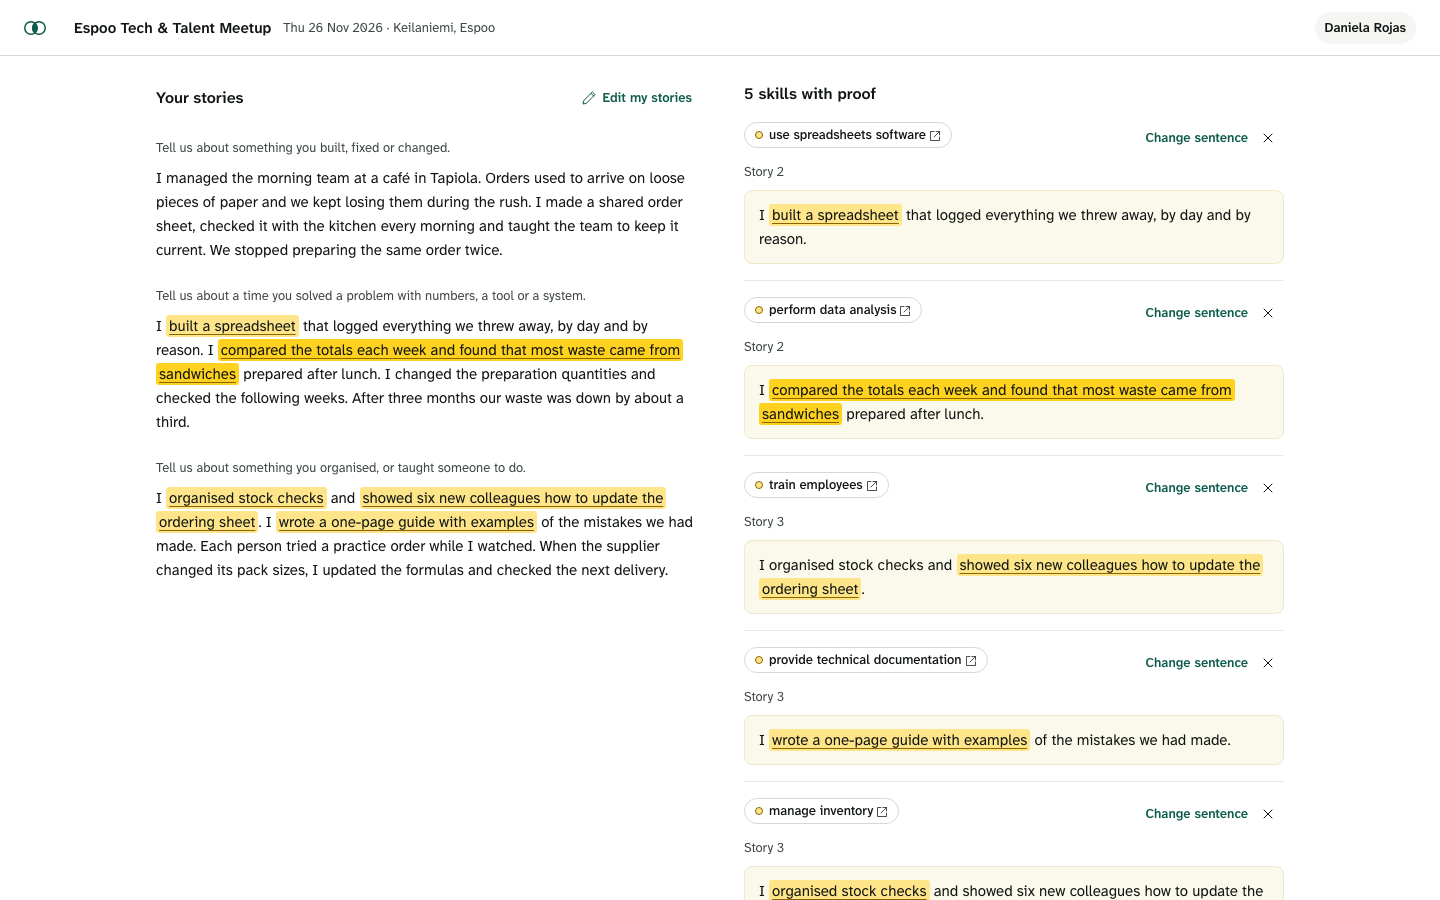 Espoo Tech & Talent Meetup Thu 26 Nov 2026 · Keilaniemi, Espoo
Daniela Rojas
Your stories
Edit my stories
Tell us about something you built, fixed or changed.
I managed the morning team at a café in Tapiola. Orders used to arrive on loose
pieces of paper and we kept losing them during the rush. I made a shared order
sheet, checked it with the kitchen every morning and taught the team to keep it
current. We stopped preparing the same order twice.
Tell us about a time you solved a problem with numbers, a tool or a system.
I built a spreadsheet that logged everything we threw away, by day and by
reason. I compared the totals each week and found that most waste came from
sandwiches prepared after lunch. I changed the preparation quantities and
checked the following weeks. After three months our waste was down by about a
third.
Tell us about something you organised, or taught someone to do.
I organised stock checks and showed six new colleagues how to update the
ordering sheet. I wrote a one-page guide with examples of the mistakes we had
made. Each person tried a practice order while I watched. When the supplier
changed its pack sizes, I updated the formulas and checked the next delivery.
5 skills with proof
use spreadsheets software
Change sentence
Story 2
I built a spreadsheet that logged everything we threw away, by day and by
reason.
perform data analysis
Change sentence
Story 2
I compared the totals each week and found that most waste came from
sandwiches prepared after lunch.
train employees
Change sentence
Story 3
I organised stock checks and showed six new colleagues how to update the
ordering sheet.
provide technical documentation
Change sentence
Story 3
I wrote a one-page guide with examples of the mistakes we had made.
manage inventory
Change sentence
Story 3
I organised stock checks and showed six new colleagues how to update the